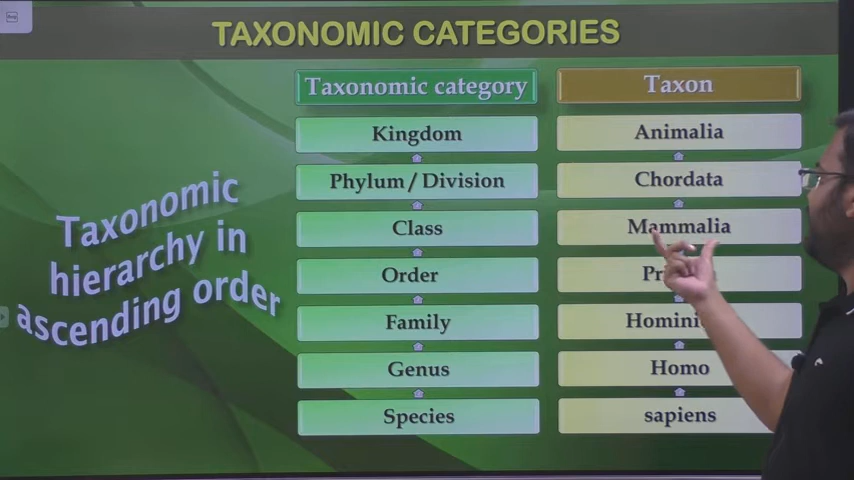 TAXONOMIC CATEGORIES
Taxonomic category Taxon
Kingdom Animalia
Phylum / Division Chordata
Class Mammalia
Order
Family
Genus Homo
Species sapiens
Taxonomic
hierarchy in
ascending order